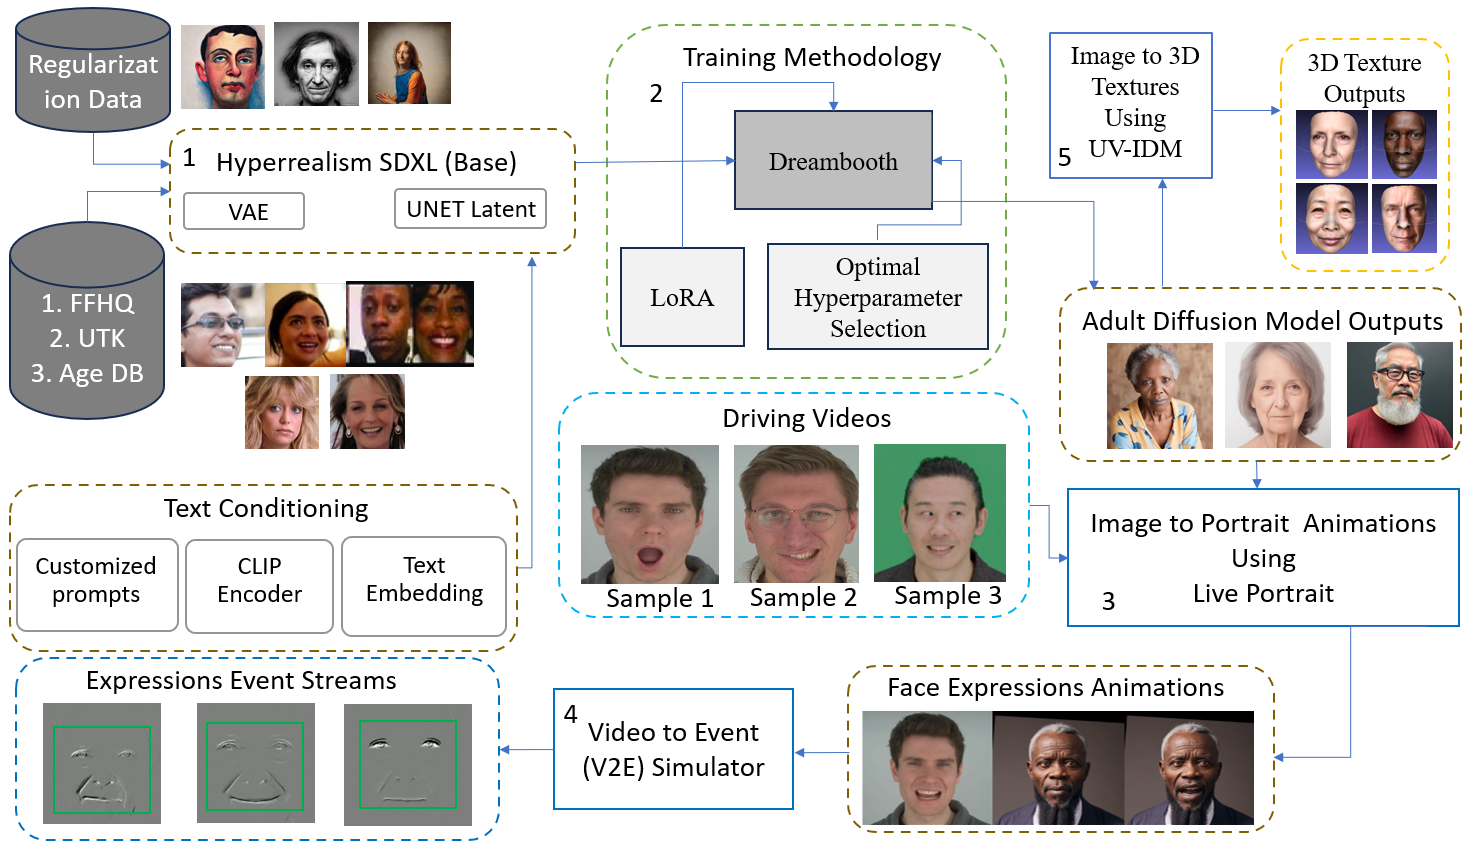 Regularizat
ion Data
1
Hyperrealism SDXL (Base)
VAE
UNET Latent
1. FFHQ
2. UTK
3. Age DB
Training Methodology
2
Dreambooth
LoRA
Optimal
Hyperparameter
Selection
Image to 3D
Textures
Using
UV-IDM
5
3D Texture
Outputs
Adult Diffusion Model Outputs
Driving Videos
Sample 1
Sample 2
Sample 3
Text Conditioning
Customized
prompts
CLIP
Encoder
Text
Embedding
Image to Portrait Animations
Using
Live Portrait
3
Expressions Event Streams
4
Video to Event
(V2E) Simulator
Face Expressions Animations